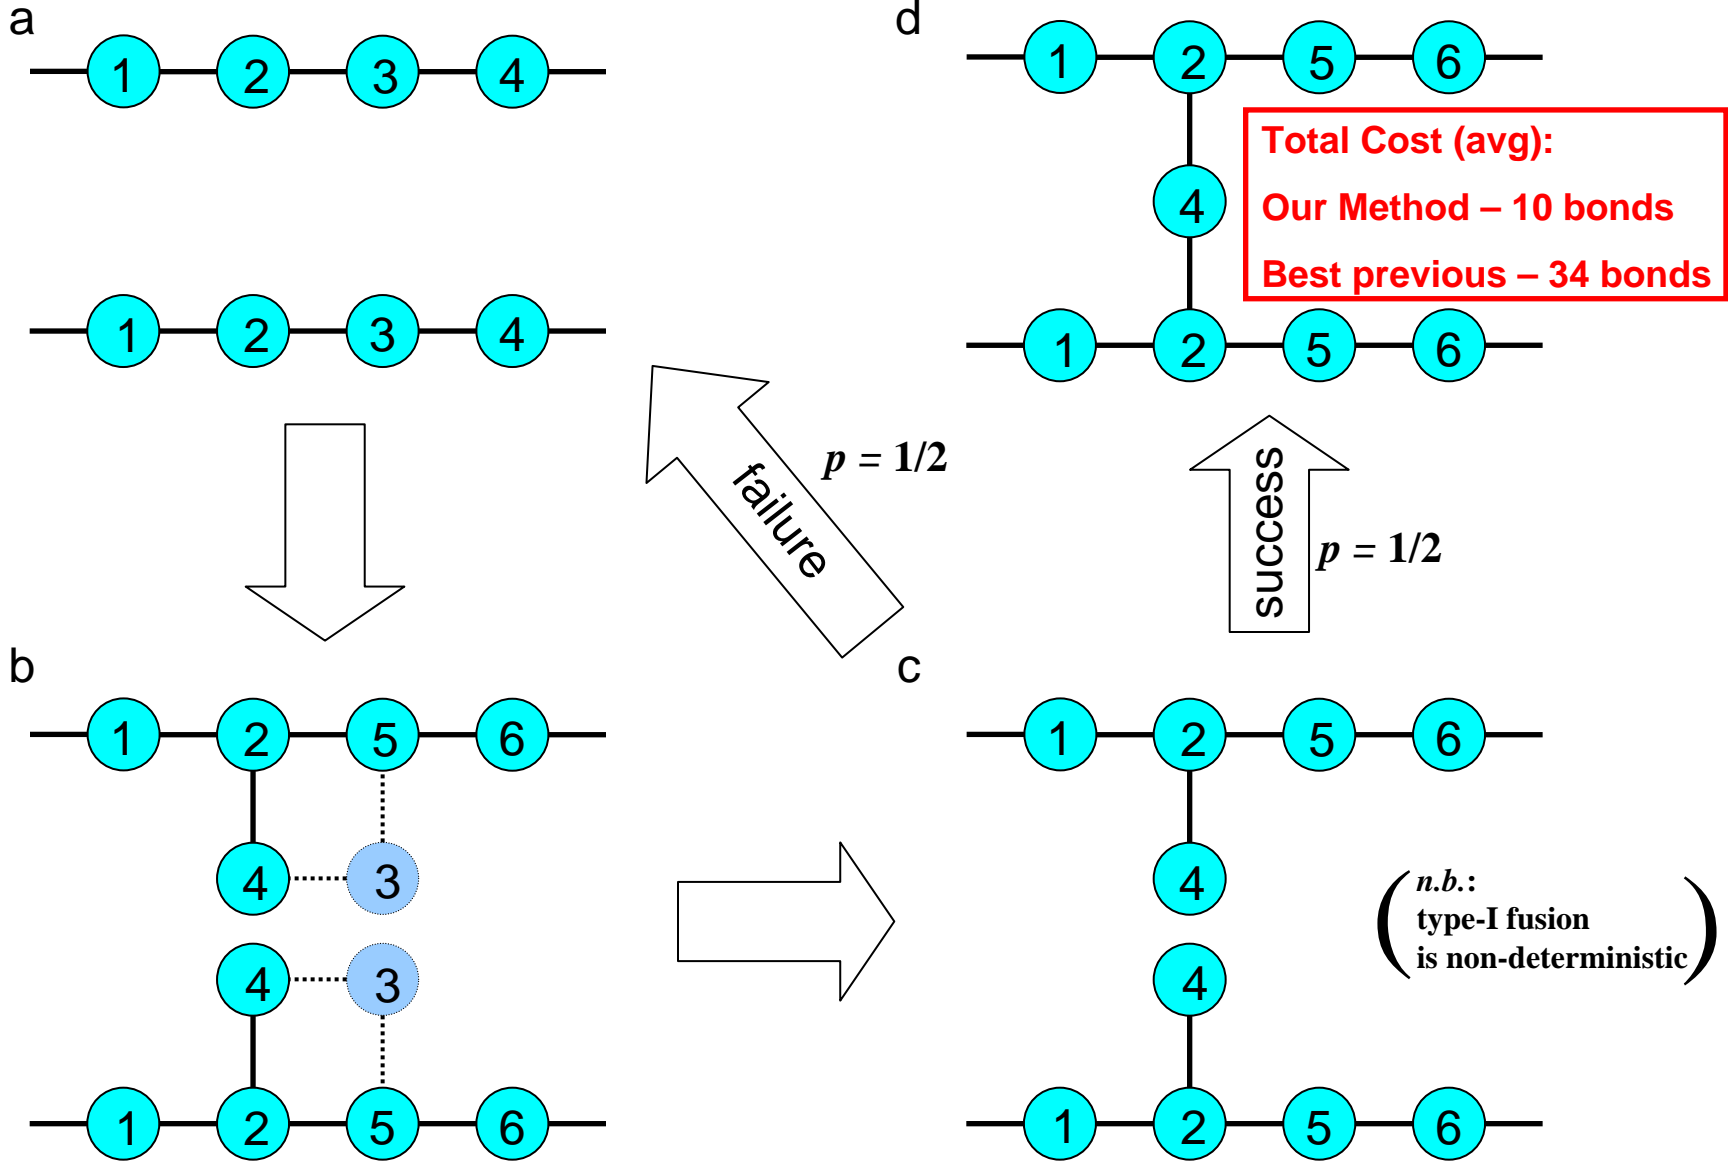 a
1 2 3 4
1 2 3 4
d
1 2 5 6
4
1 2 5 6
Total Cost (avg):
Our Method – 10 bonds
Best previous – 34 bonds
failure
p = 1/2
success
p = 1/2
b
1 2 5 6
4 3
4 3
1 2 5 6
c
1 2 5 6
4
4
1 2 5 6
n.b.:
type-I fusion
is non-deterministic